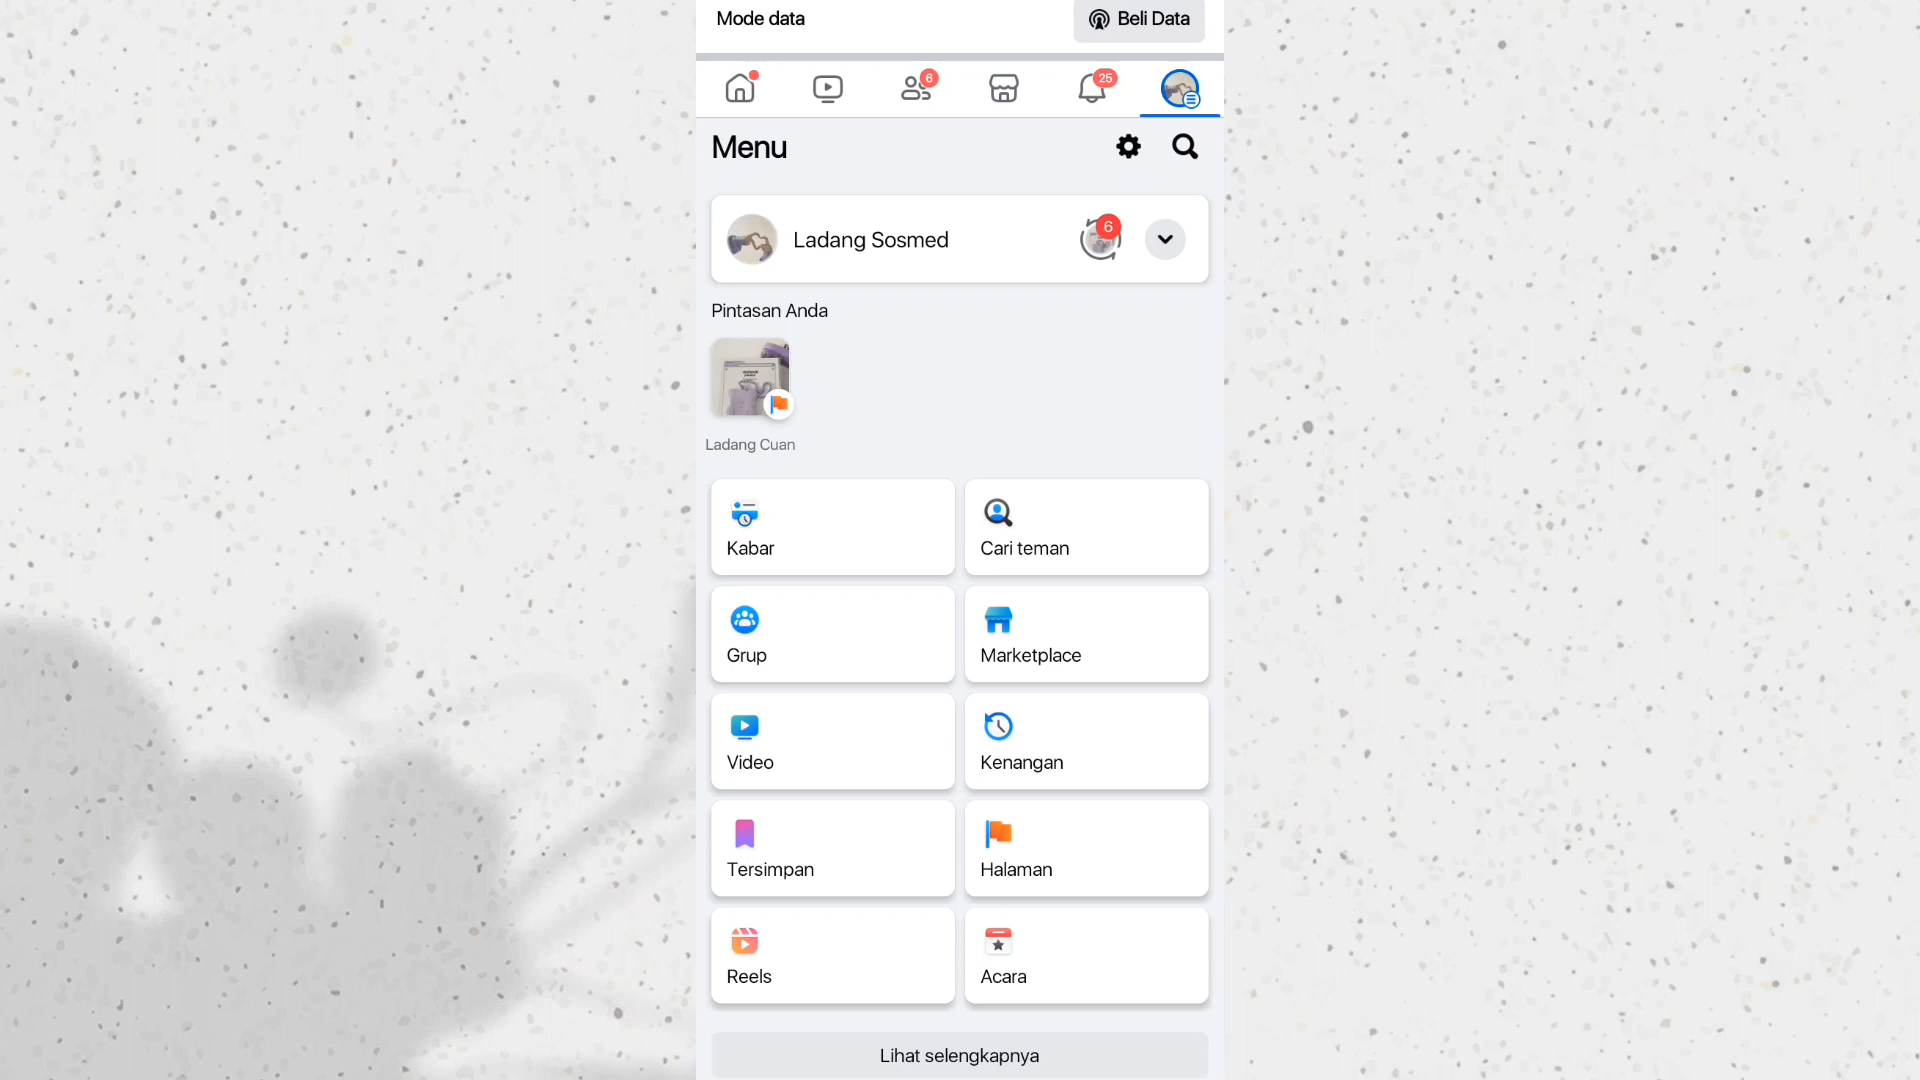 Mode data
Beli Data
6
25
Menu
Ladang Sosmed
6
Pintasan Anda
Ladang Cuan
Kabar
Cari teman
Grup
Marketplace
Video
Kenangan
Tersimpan
Halaman
Reels
Acara
Lihat selengkapnya